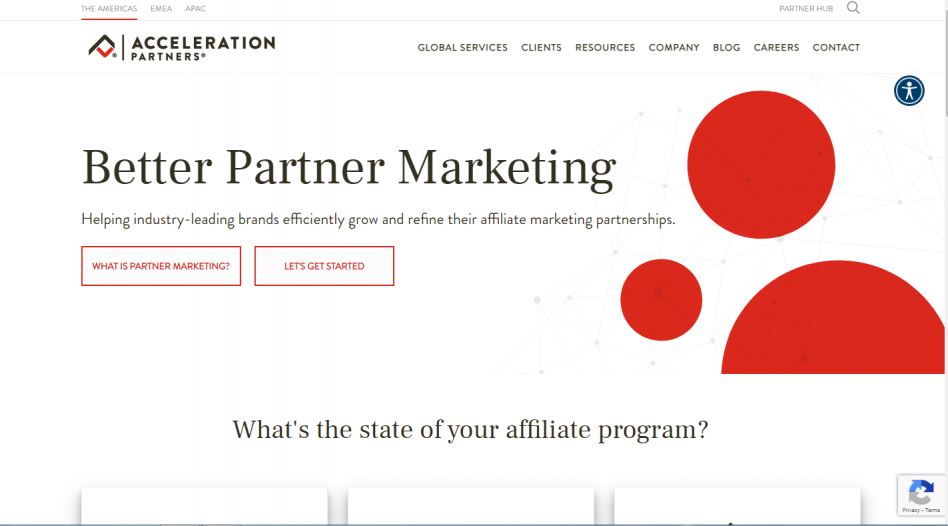 THE AMERICAS EMEA APAC PARTNER HUB
ACCELERATION
PARTNERS®
GLOBAL SERVICES CLIENTS RESOURCES COMPANY BLOG CAREERS CONTACT
Better Partner Marketing
Helping industry-leading brands efficiently grow and refine their affiliate marketing partnerships.
WHAT IS PARTNER MARKETING? LET'S GET STARTED
What's the state of your affiliate program?
Privacy - Terms